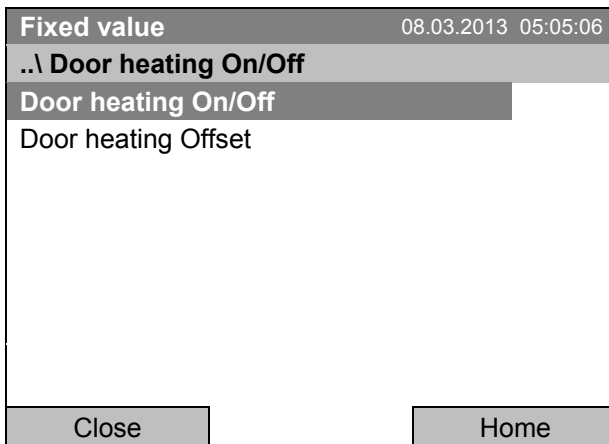 Fixed value 08.03.2013 05:05:06
..\ Door heating On/Off
Door heating On/Off
Door heating Offset
Close Home